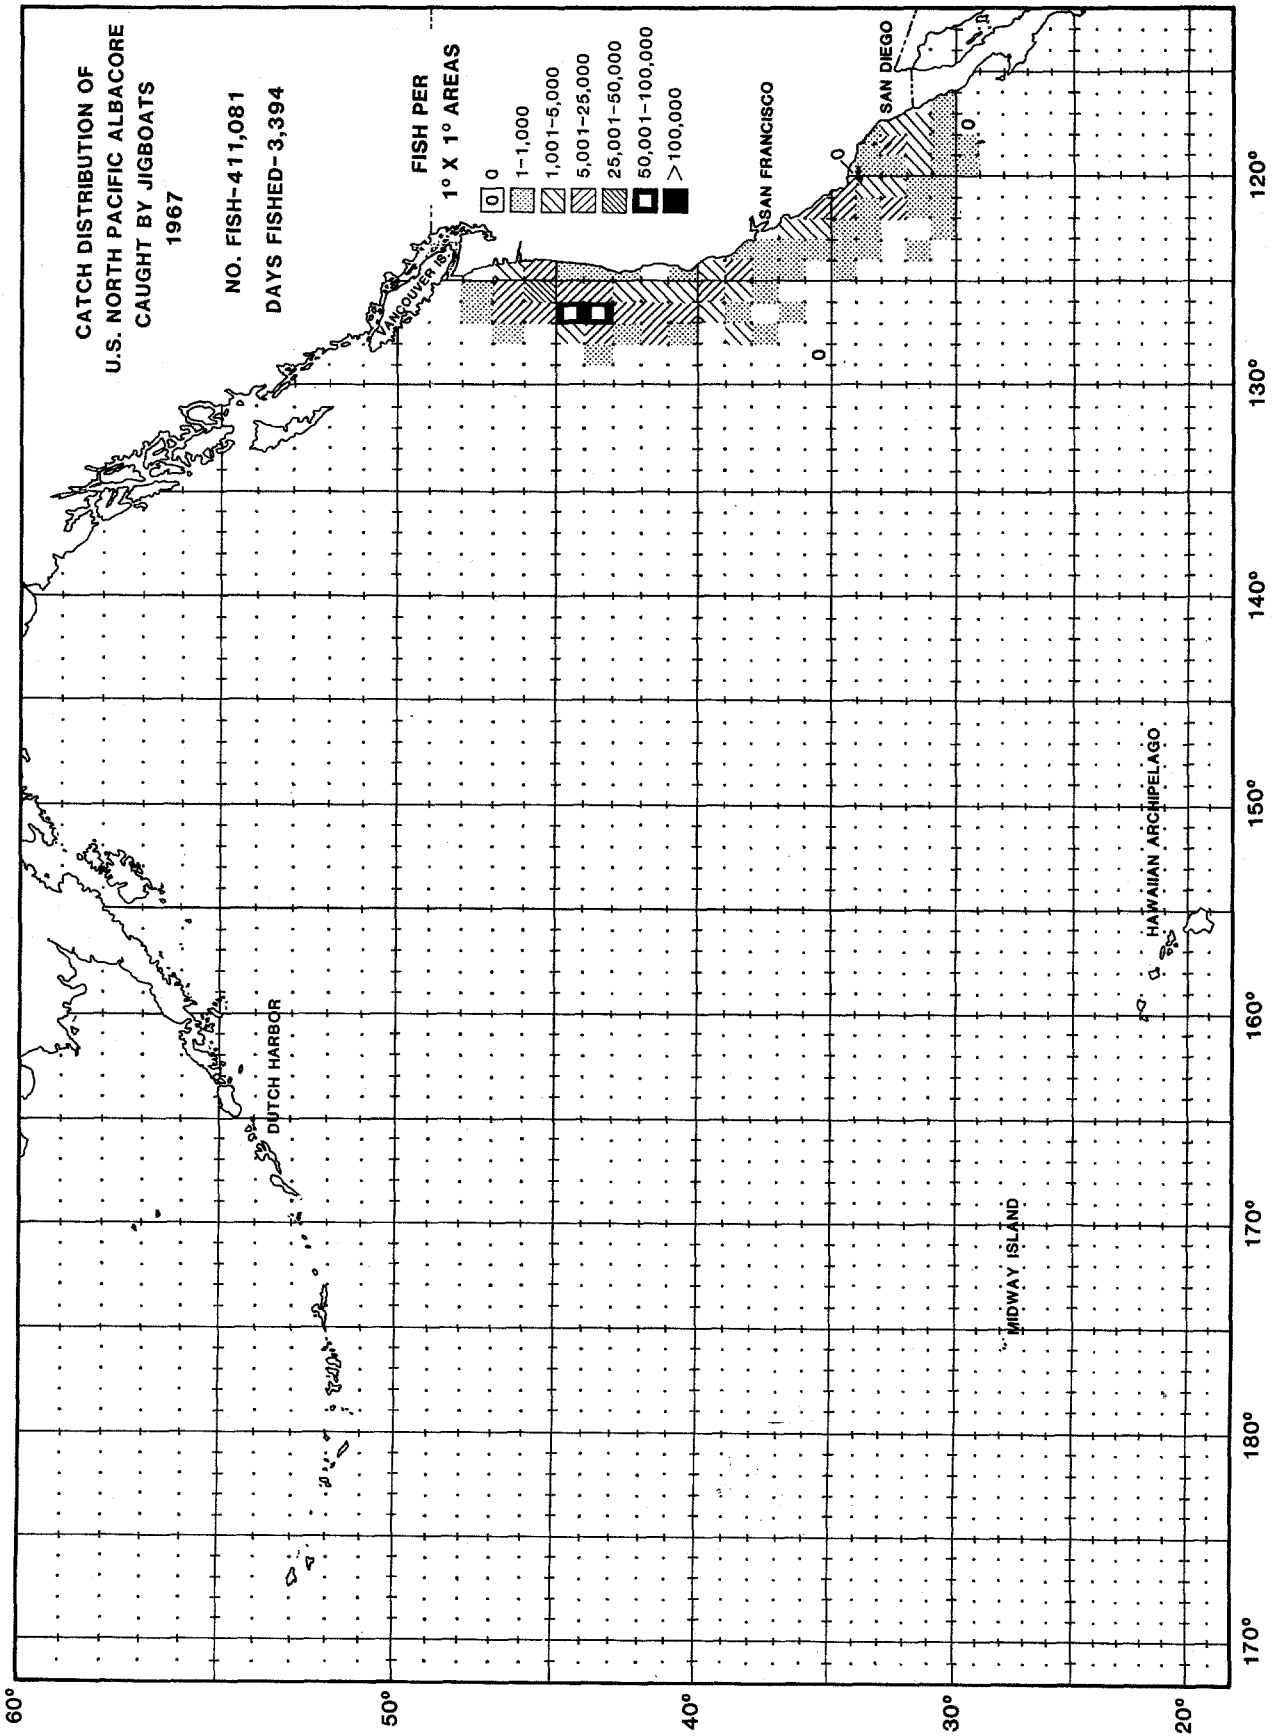 CATCH DISTRIBUTION OF
U.S. NORTH PACIFIC ALBACORE
CAUGHT BY JIGBOATS
1967
NO. FISH-411,081
DAYS FISHED-3,394
FISH PER
1° X 1° AREAS
0 0
1-1,000
1,001-5,000
5,001-25,000
25,001-50,000
50,001-100,000
>100,000
VANCOUVER IS.
SAN FRANCISCO
SAN DIEGO
DUTCH HARBOR
HAWAIIAN ARCHIPELAGO
MIDWAY ISLAND
0
0
0
60°
50°
40°
30°
20°
170°
180°
170°
160°
150°
140°
130°
120°